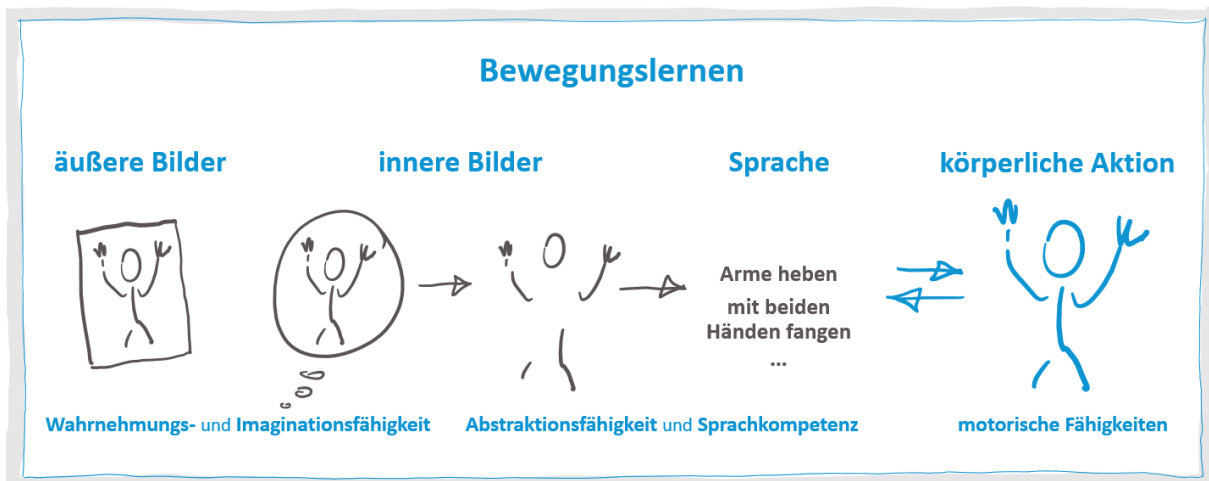 Bewegungslernen
äußere Bilder
innere Bilder
Sprache
körperliche Aktion
Arme heben
mit beiden
Händen fangen
...
Wahrnehmungs- und Imaginationsfähigkeit
Abstraktionsfähigkeit und Sprachkompetenz
motorische Fähigkeiten